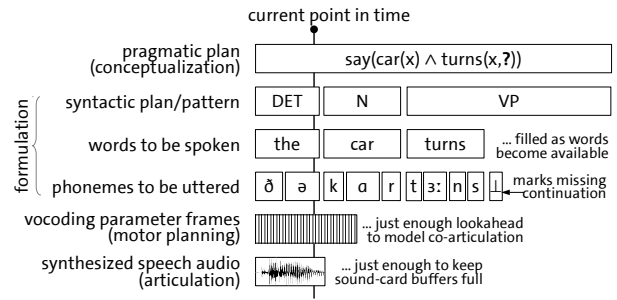 current point in time
pragmatic plan
(conceptualization)
say(car(x) ∧ turns(x,?))
formulation
syntactic plan/pattern
DET N VP
words to be spoken
the car turns
... filled as words
become available
phonemes to be uttered
ð ə k ɑ r t ɜː n s ⊥
marks missing
continuation
vocoding parameter frames
(motor planning)
... just enough lookahead
to model co-articulation
synthesized speech audio
(articulation)
... just enough to keep
sound-card buffers full